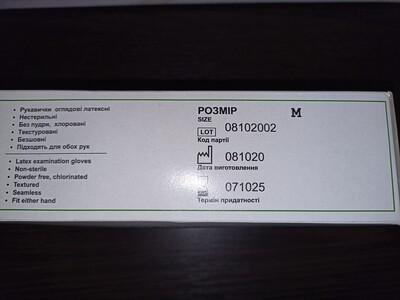 • Рукавички оглядові латексні
• Нестерильні
• Без пудри, хлоровані
• Текстуровані
• Безшовні
• Підходять для обох рук
• Latex examination gloves
• Non-sterile
• Powder free, chlorinated
• Textured
• Seamless
• Fit either hand
РОЗМІР M
SIZE
LOT 08102002
Код партії
081020
Дата виготовлення
071025
Термін придатності